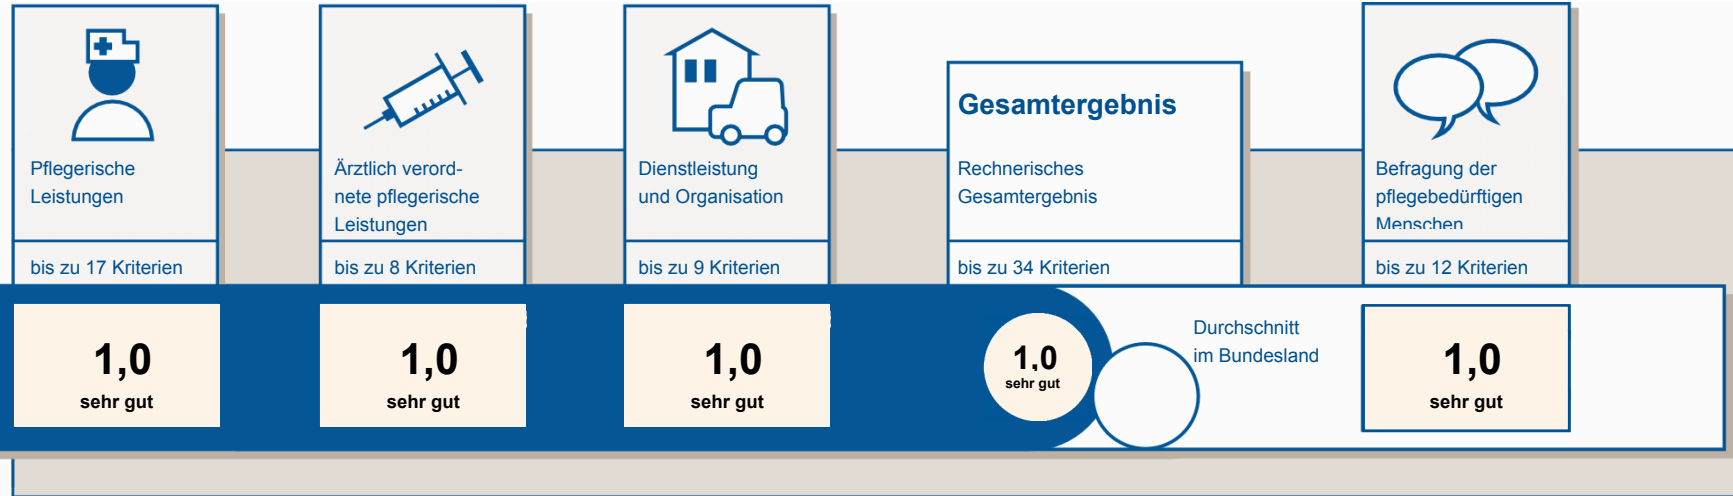 Pflegerische
Leistungen
bis zu 17 Kriterien
1,0
sehr gut
Ärztlich verord-
nete pflegerische
Leistungen
bis zu 8 Kriterien
1,0
sehr gut
Dienstleistung
und Organisation
bis zu 9 Kriterien
1,0
sehr gut
Gesamtergebnis
Rechnerisches
Gesamtergebnis
bis zu 34 Kriterien
1,0
sehr gut
Durchschnitt
im Bundesland
Befragung der
pflegebedürftigen
Menschen
bis zu 12 Kriterien
1,0
sehr gut